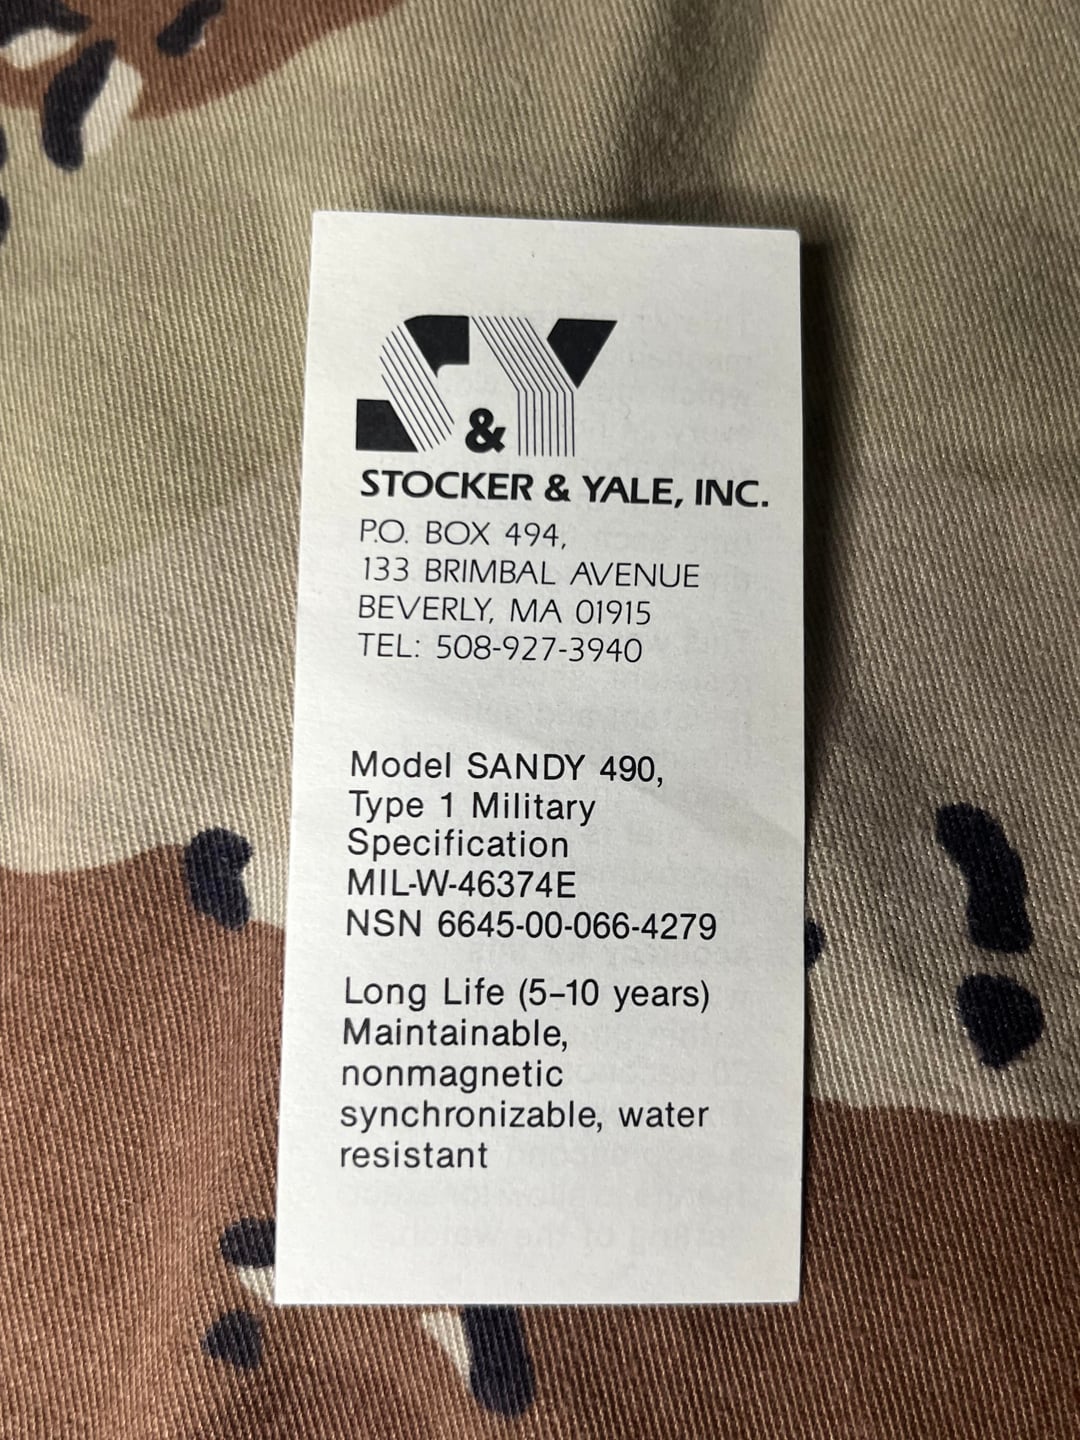 S&Y
STOCKER & YALE, INC.
P.O. BOX 494,
133 BRIMBAL AVENUE
BEVERLY, MA 01915
TEL: 508-927-3940
Model SANDY 490,
Type 1 Military
Specification
MIL-W-46374E
NSN 6645-00-066-4279
Long Life (5–10 years)
Maintainable,
nonmagnetic
synchronizable, water
resistant